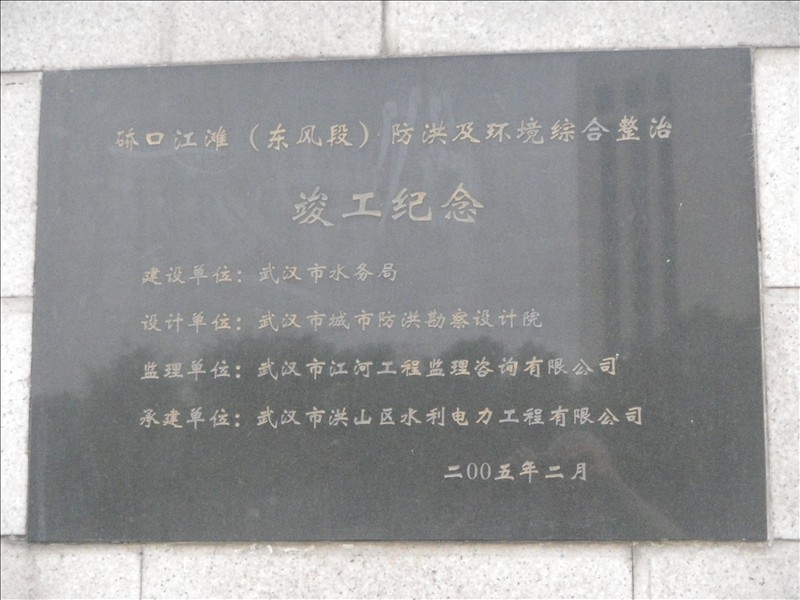 硚口江滩（东风段）防洪及环境综合整治
竣工纪念
建设单位：武汉市水务局
设计单位：武汉市城市防洪勘察设计院
监理单位：武汉市江河工程监理咨询有限公司
承建单位：武汉市洪山区水利电力工程有限公司
二00五年二月